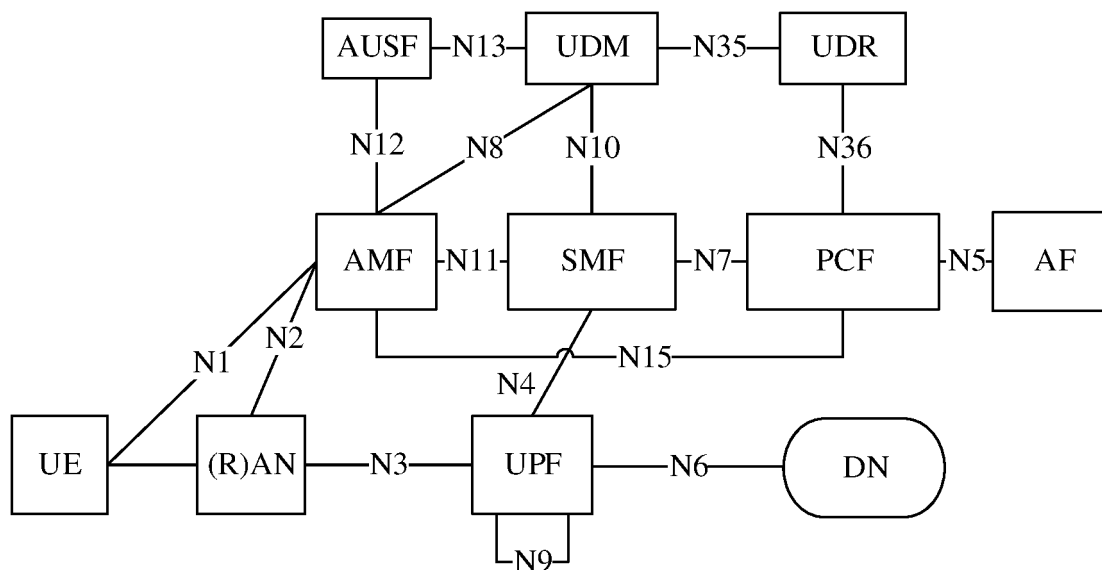 AUSF N13 UDM N35 UDR
N12 N8 N10 N36
AMF N11 SMF N7 PCF N5 AF
N1 N2 N15
N4
UE (R)AN N3 UPF N6 DN
N9